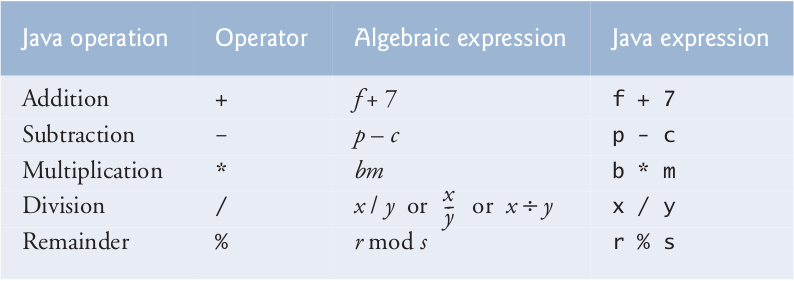 Java operation Operator Algebraic expression Java expression
Addition + f + 7 f + 7
Subtraction – p – c p - c
Multiplication * bm b * m
Division / x / y or x/y or x ÷ y x / y
Remainder % r mod s r % s